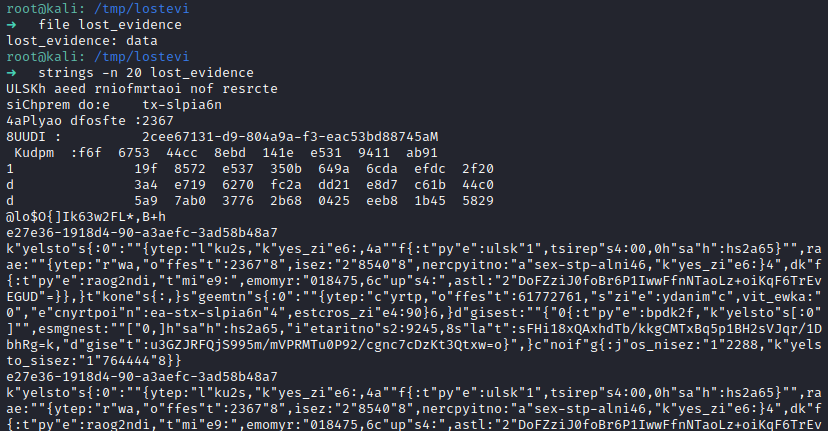 root@kali: /tmp/lostevi
➜ file lost_evidence
lost_evidence: data
root@kali: /tmp/lostevi
➜ strings -n 20 lost_evidence
ULSKh aeed rniofmrtaoi nof resrcte
siChprem do:e    tx-slpia6n
4aPlyao dfosfte :2367
8UUDI :         2cee67131-d9-804a9a-f3-eac53bd88745aM
 Kudpm  :f6f  6753  44cc  8ebd  141e  e531  9411  ab91
1               19f  8572  e537  350b  649a  6cda  efdc  2f20
d               3a4  e719  6270  fc2a  dd21  e8d7  c61b  44c0
d               5a9  7ab0  3776  2b68  0425  eeb8  1b45  5829
@lo$O{]Ik63w2FL*,B+h
e27e36-1918d4-90-a3aefc-3ad58b48a7
k"yelsto"s{:0":""{ytep:"l"ku2s,"k"yes_zi"e6:,4a""f{:t"py"e":ulsk"1",tsirep"s4:00,0h"sa"h":hs2a65}"",ra
ae:""{ytep:"r"wa,"o"ffes"t":2367"8",isez:"2"8540"8",nercpyitno:"a"sex-stp-alni46,"k"yes_zi"e6:}4",dk"f
{:t"py"e":raog2ndi,"t"mi"e9:",emomyr:"018475,6c"up"s4:",astl:"2"DoFZziJ0foBr6P1IwwFfnNTaoLz+oiKqF6TrEv
EGUD"=}},}t"kone"s{:,}s"geemtn"s{:0":""{ytep:"c"yrtp,"o"ffes"t":61772761,"s"zi"e":ydanim"c",vit_ewka:"
0","e"cnyrtpoi"n":ea-stx-slpia6n"4",estcros_zi"e4:90}6,}d"gisest":""{"0{:t"py"e":bpdk2f,"k"yelsto"s[:0"
]"",esmgnest":""["0,]h"sa"h":hs2a65,"i"etaritno"s2:9245,8s"la"t":sFHi18xQAxhdTb/kkgCMTxBq5p1BH2sVJqr/1D
bhRg=k,"d"gise"t":u3GZJRFQjS995m/mVPRMTu0P92/cgnc7cDzKt3Qtxw=o}",}c"noif"g{:j"os_nisez:"1"2288,"k"yels
to_sisez:"1"764444"8}}
e27e36-1918d4-90-a3aefc-3ad58b48a7
k"yelsto"s{:0":""{ytep:"l"ku2s,"k"yes_zi"e6:,4a""f{:t"py"e":ulsk"1",tsirep"s4:00,0h"sa"h":hs2a65}"",ra
ae:""{ytep:"r"wa,"o"ffes"t":2367"8",isez:"2"8540"8",nercpyitno:"a"sex-stp-alni46,"k"yes_zi"e6:}4",dk"f
{:t"py"e":raog2ndi,"t"mi"e9:",emomyr:"018475,6c"up"s4:",astl:"2"DoFZziJ0foBr6P1IwwFfnNTaoLz+oiKqF6TrEv